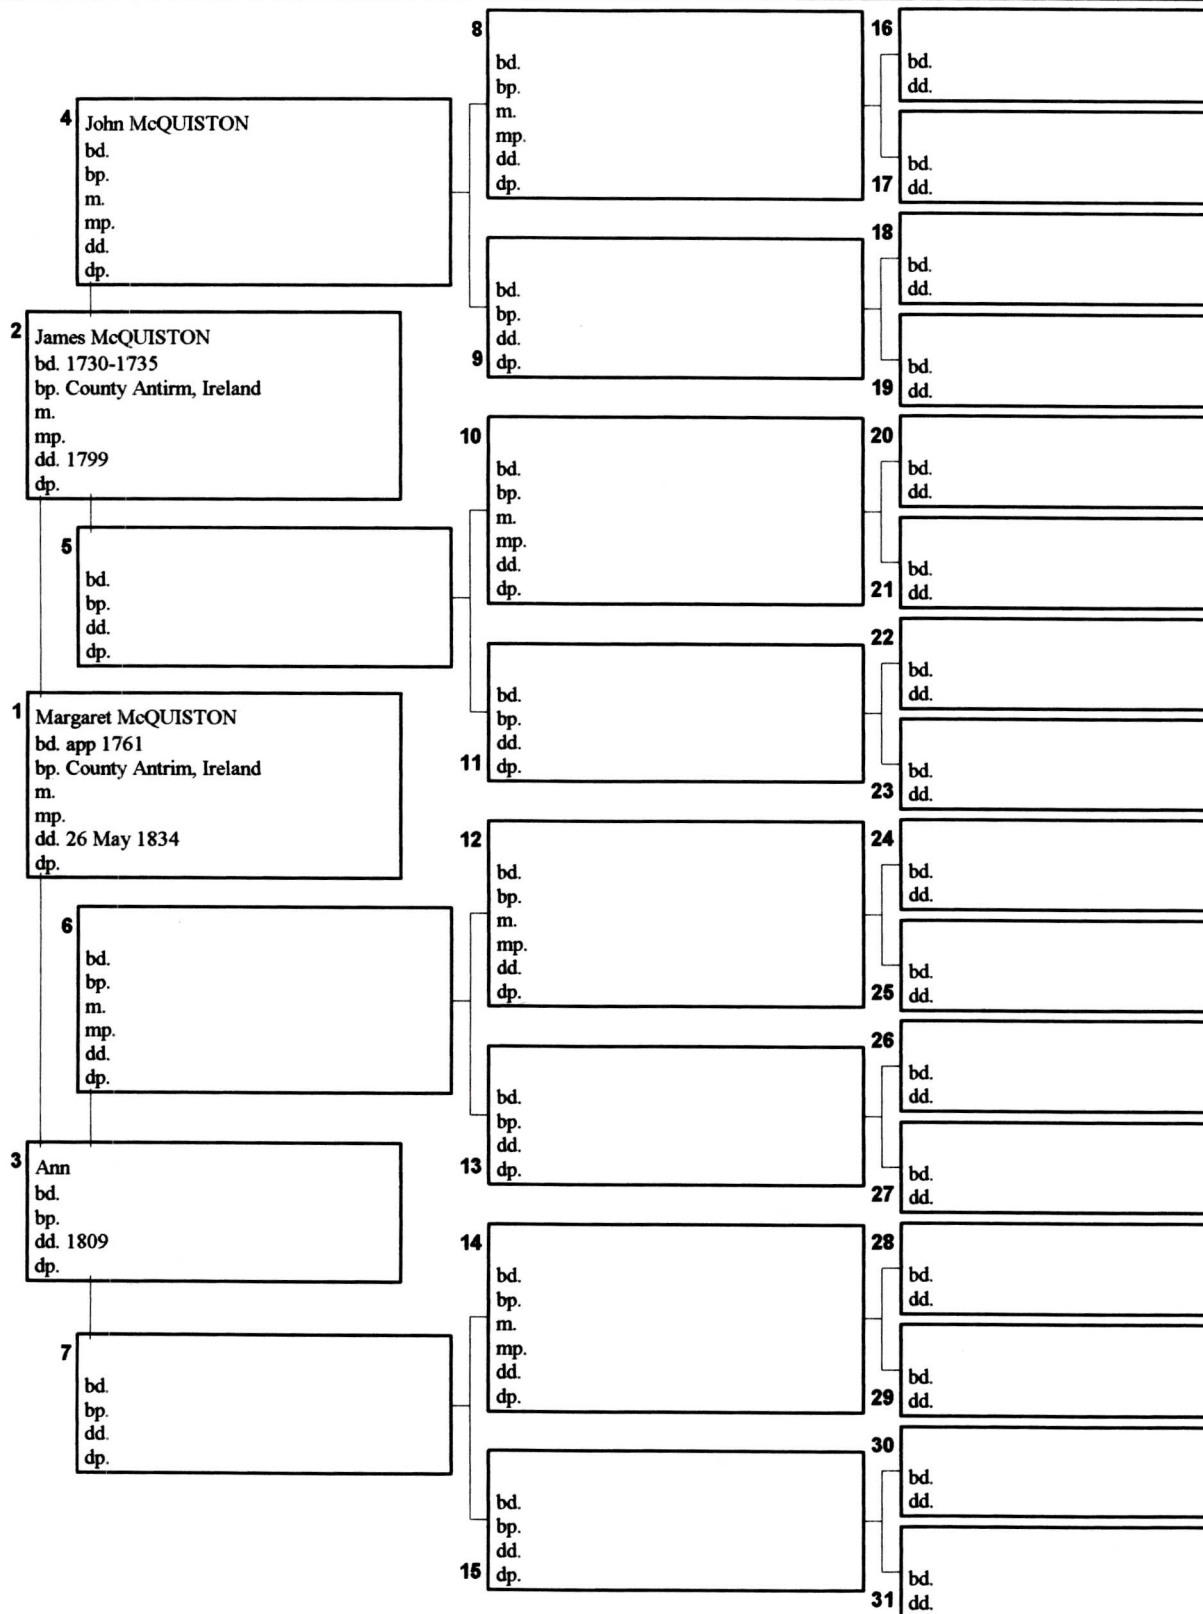 4
John McQUISTON
bd.
bp.
m.
mp.
dd.
dp.
2
James McQUISTON
bd. 1730-1735
bp. County Antirm, Ireland
m.
mp.
dd. 1799
dp.
5
bd.
bp.
dd.
dp.
1
Margaret McQUISTON
bd. app 1761
bp. County Antrim, Ireland
m.
mp.
dd. 26 May 1834
dp.
6
bd.
bp.
m.
mp.
dd.
dp.
3
Ann
bd.
bp.
dd. 1809
dp.
7
bd.
bp.
dd.
dp.
8
bd.
bp.
m.
mp.
dd.
dp.
bd.
bp.
dd.
9 dp.
10
bd.
bp.
m.
mp.
dd.
dp.
bd.
bp.
dd.
11 dp.
12
bd.
bp.
m.
mp.
dd.
dp.
bd.
bp.
dd.
13 dp.
14
bd.
bp.
m.
mp.
dd.
dp.
bd.
bp.
dd.
15 dp.
16
bd.
dd.
bd.
17 dd.
18
bd.
dd.
bd.
19 dd.
20
bd.
dd.
bd.
21 dd.
22
bd.
dd.
bd.
23 dd.
24
bd.
dd.
bd.
25 dd.
26
bd.
dd.
bd.
27 dd.
28
bd.
dd.
bd.
29 dd.
30
bd.
dd.
bd.
31 dd.